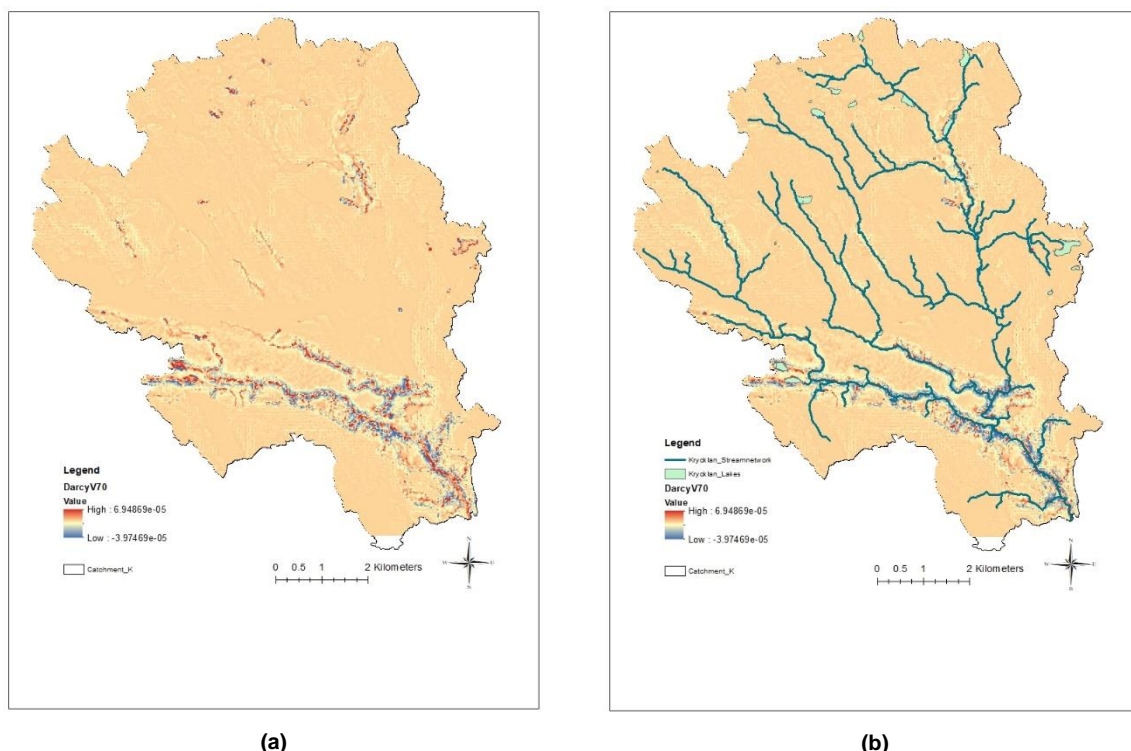 Legend
DarcyV70
Value
High : 6.94869e-05
Low : -3.97469e-05
Catchment_K
0 0.5 1 2 Kilometers
N
W E
(a)
Legend
Krycklan_Streamnetwork
Krycklan_Lakes
DarcyV70
Value
High : 6.94869e-05
Low : -3.97469e-05
Catchment_K
0 0.5 1 2 Kilometers
N
W E
(b)